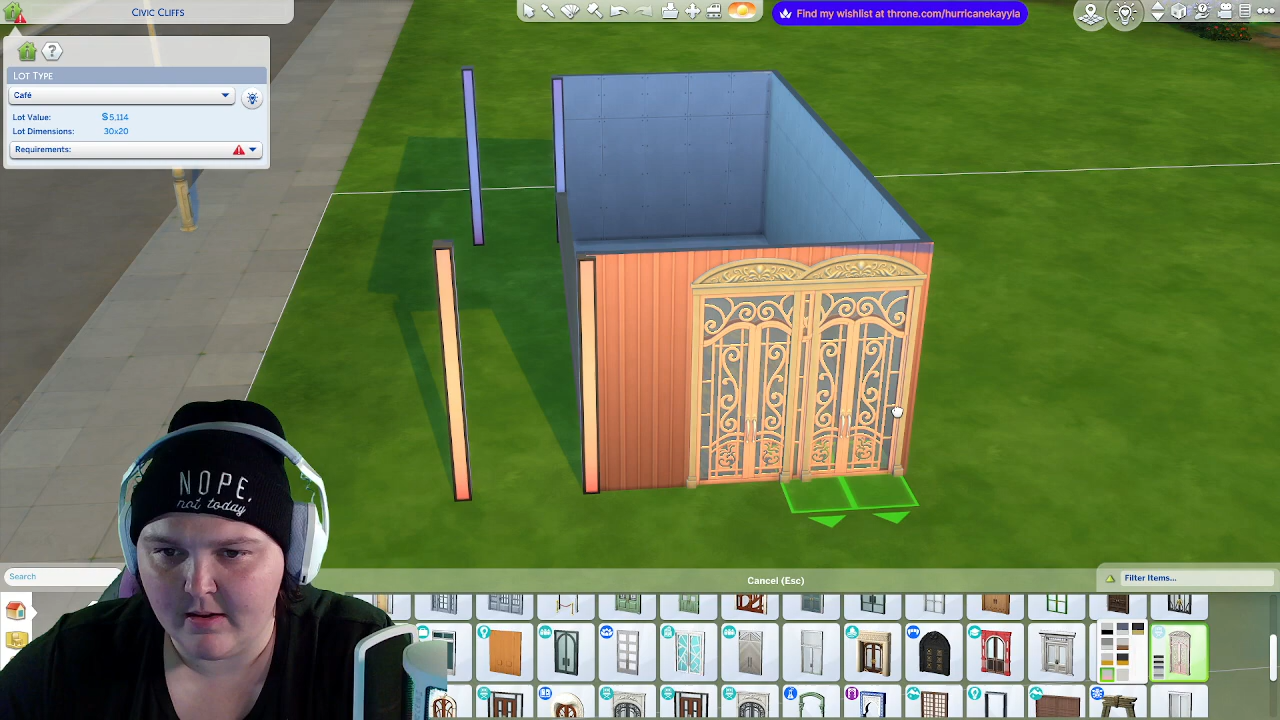 CIVIC CLIFFS
Find my wishlist at throne.com/hurricanekayyla
LOT TYPE
Café
Lot Value: $5,114
Lot Dimensions: 30x20
Requirements:
NOPE,
not today
Search
Cancel (Esc)
Filter Items...